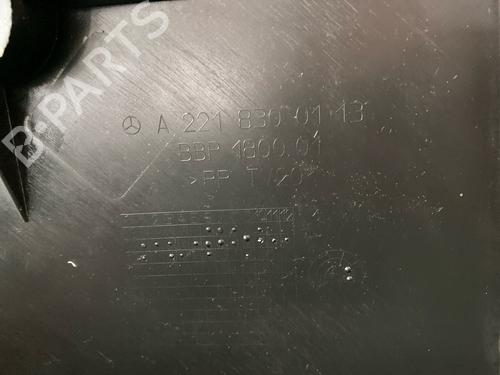 B-PARTS
A 221 830 01 13
BBP 1800.01
>PP T/20<